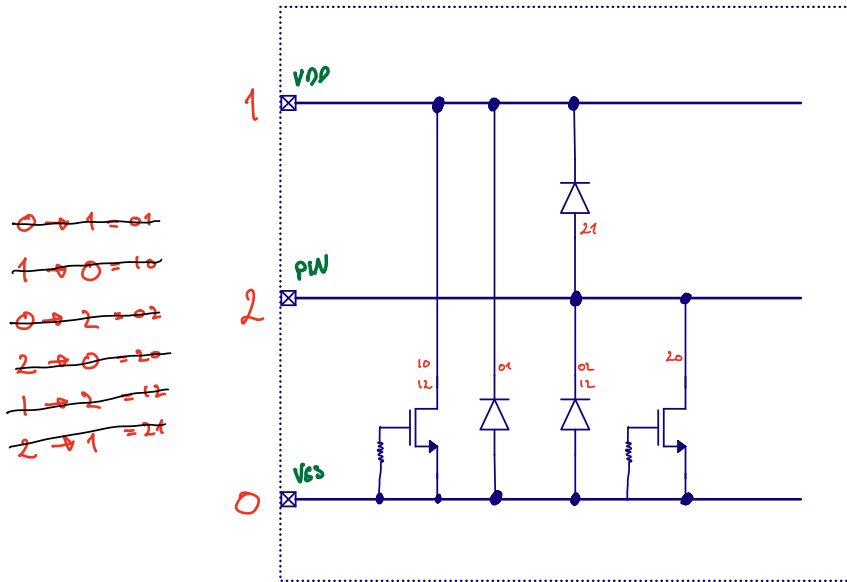 VDD
1
21
0 → 1 = 01
1 → 0 = 10
PIN
2
0 → 2 = 02
2 → 0 = 20
1 → 2 = 12
2 → 1 = 21
10
12
01
02
12
20
VSS
0